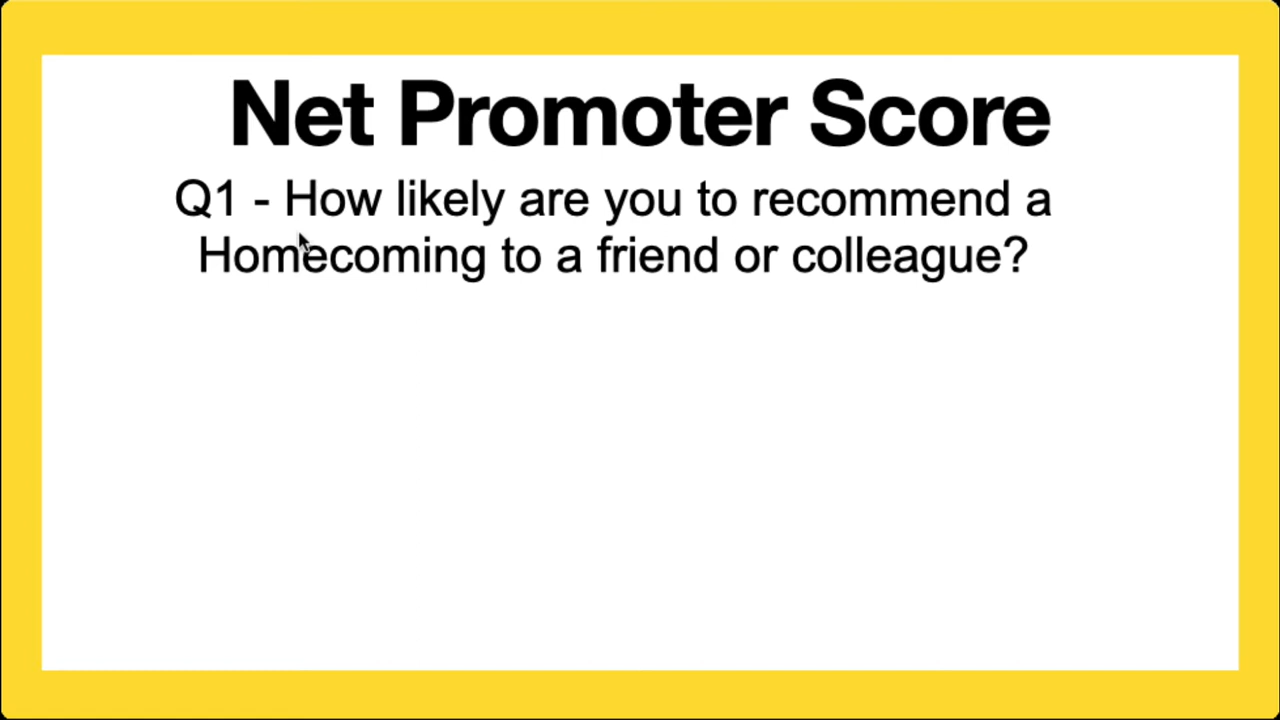 Net Promoter Score
Q1 - How likely are you to recommend a
Homecoming to a friend or colleague?